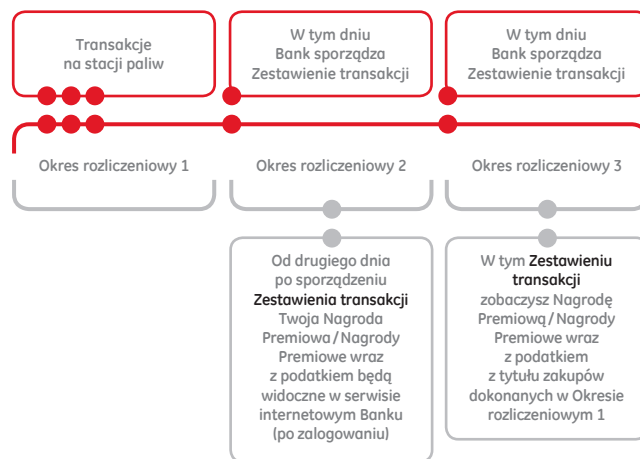 Transakcje
na stacji paliw
W tym dniu
Bank sporządza
Zestawienie transakcji
W tym dniu
Bank sporządza
Zestawienie transakcji
Okres rozliczeniowy 1
Okres rozliczeniowy 2
Okres rozliczeniowy 3
Od drugiego dnia
po sporządzeniu
Zestawienia transakcji
Twoja Nagroda
Premiowa / Nagrody
Premiowe wraz
z podatkiem będą
widoczne w serwisie
internetowym Banku
(po zalogowaniu)
W tym Zestawieniu
transakcji
zobaczysz Nagrodę
Premiową / Nagrody
Premiowe wraz
z podatkiem
z tytułu zakupów
dokonanych w Okresie
rozliczeniowym 1